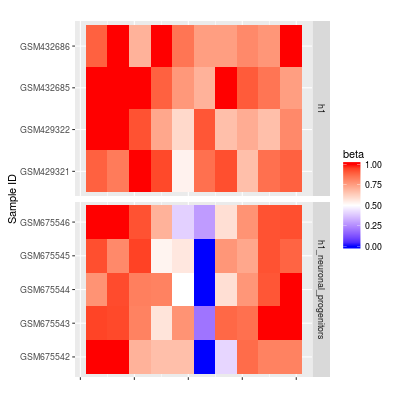 GSM432686
GSM432685
GSM429322
GSM429321
h1
GSM675546
GSM675545
GSM675544
GSM675543
GSM675542
h1_neuronal_progenitors
Sample ID
beta
1.00
0.75
0.50
0.25
0.00